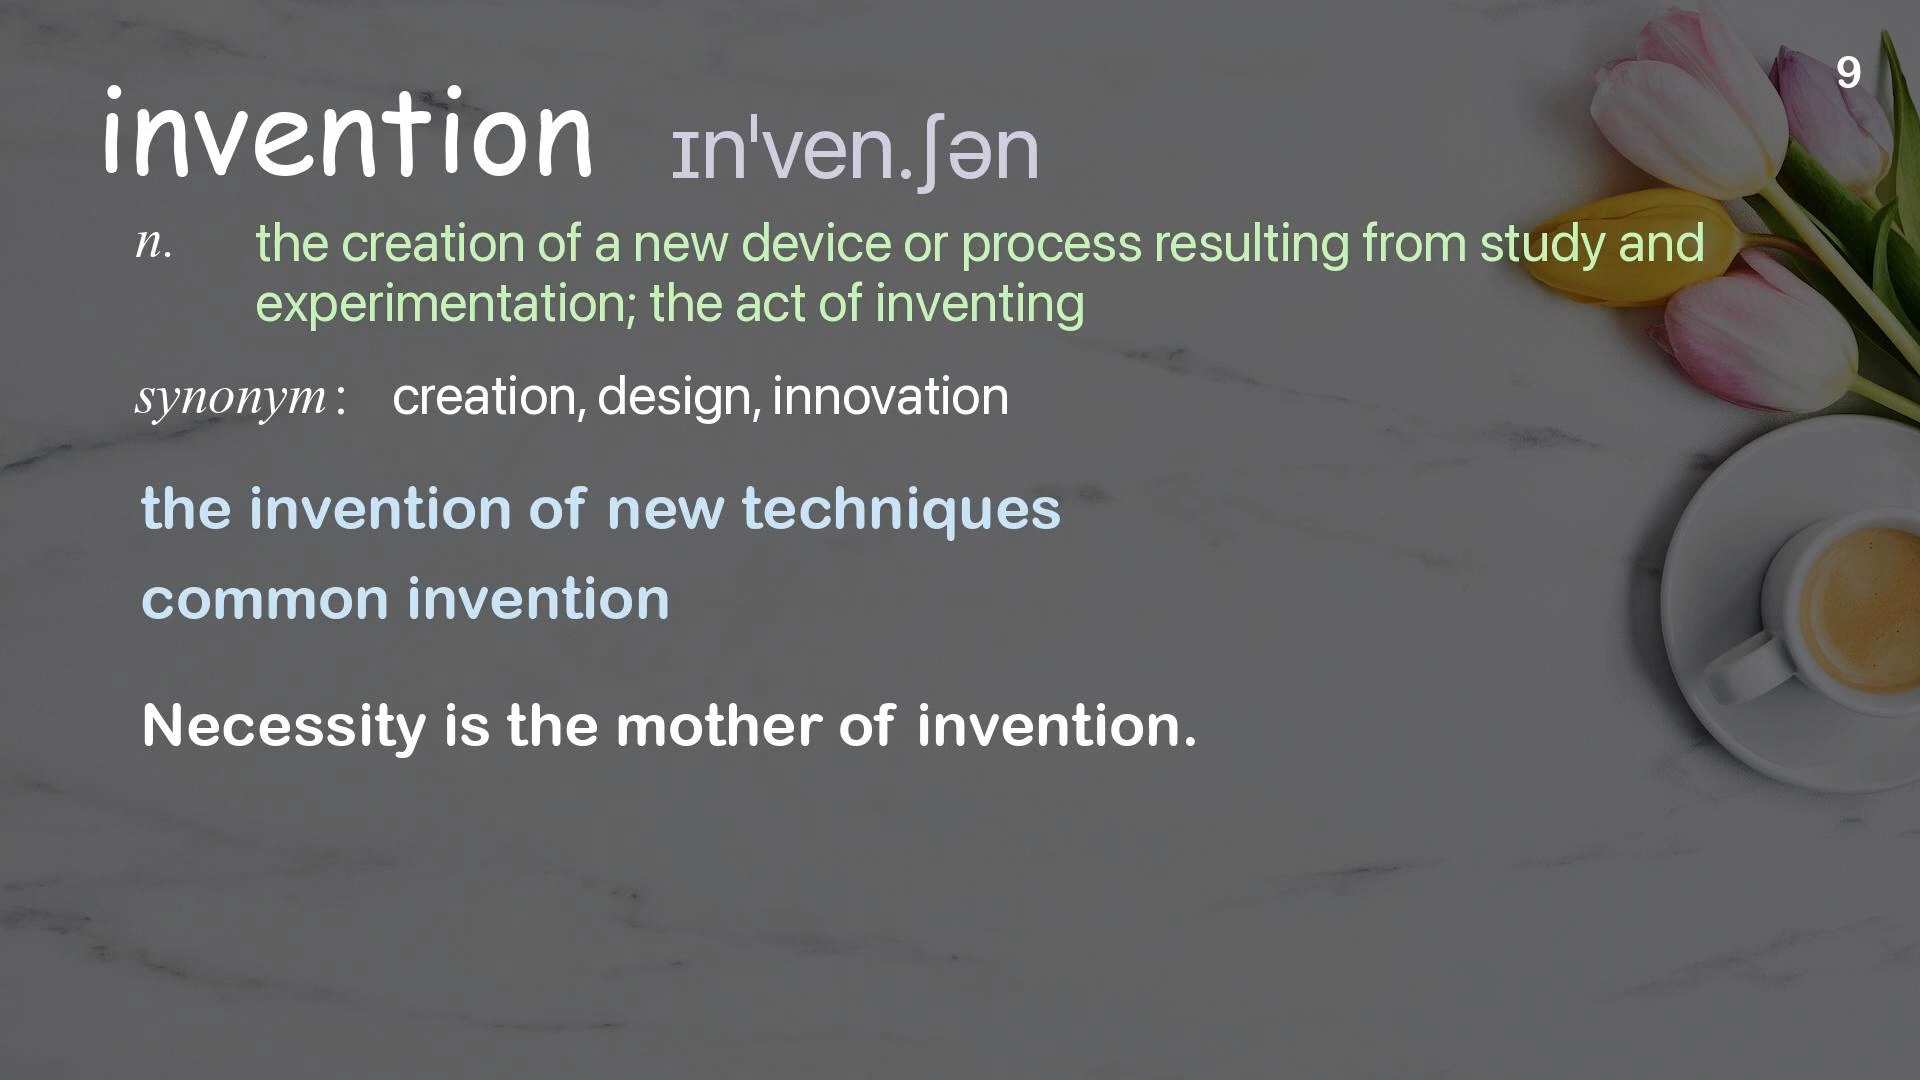 9
invention ɪnˈven.ʃən
n. the creation of a new device or process resulting from study and
experimentation; the act of inventing
synonym : creation, design, innovation
the invention of new techniques
common invention
Necessity is the mother of invention.